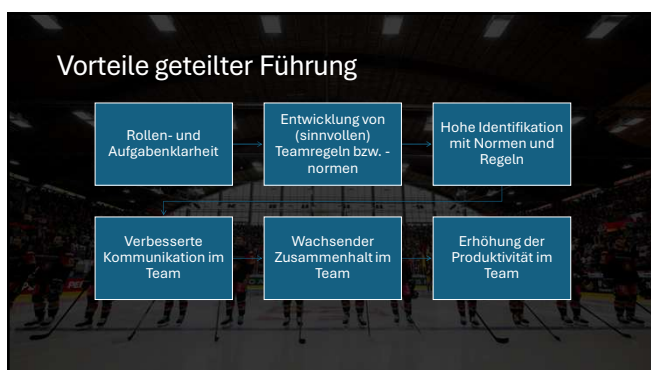 Vorteile geteilter Führung
Rollen- und
Aufgabenklarheit
Entwicklung von
(sinnvollen)
Teamregeln bzw. -
normen
Hohe Identifikation
mit Normen und
Regeln
Verbesserte
Kommunikation im
Team
Wachsender
Zusammenhalt im
Team
Erhöhung der
Produktivität im
Team